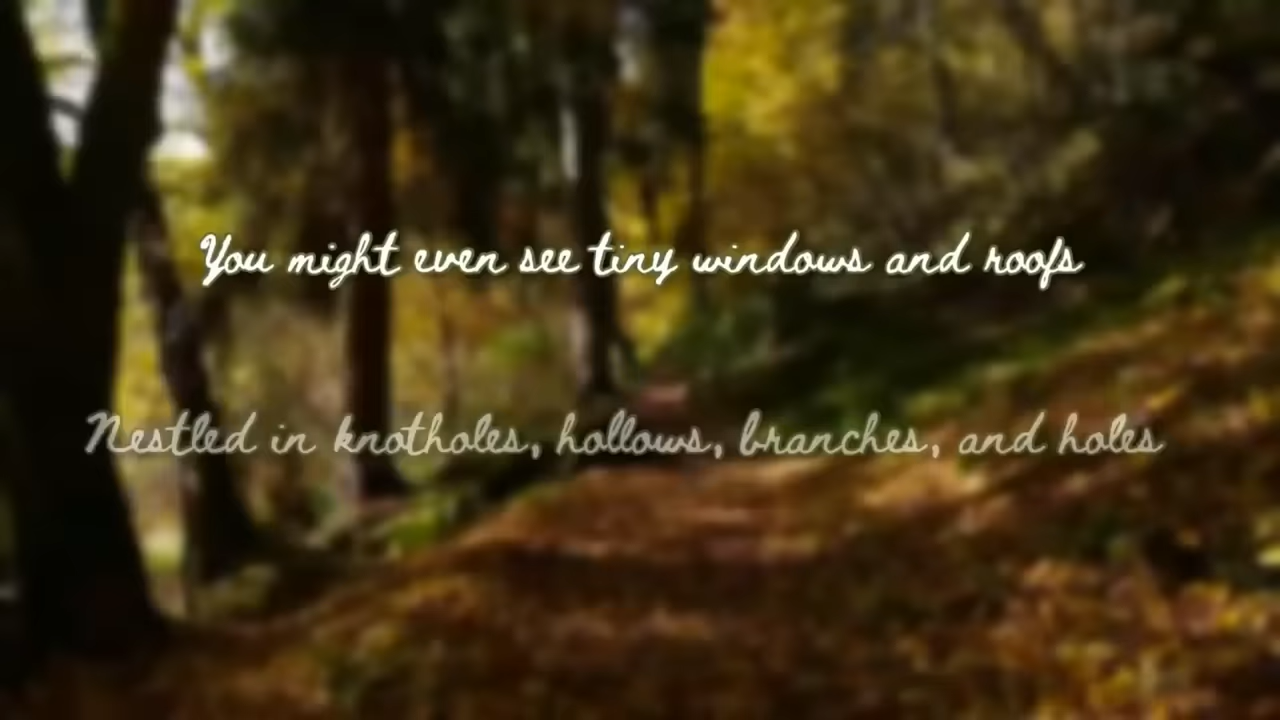 You might even see tiny windows and roofs
Nestled in knotholes, hollows, branches, and holes